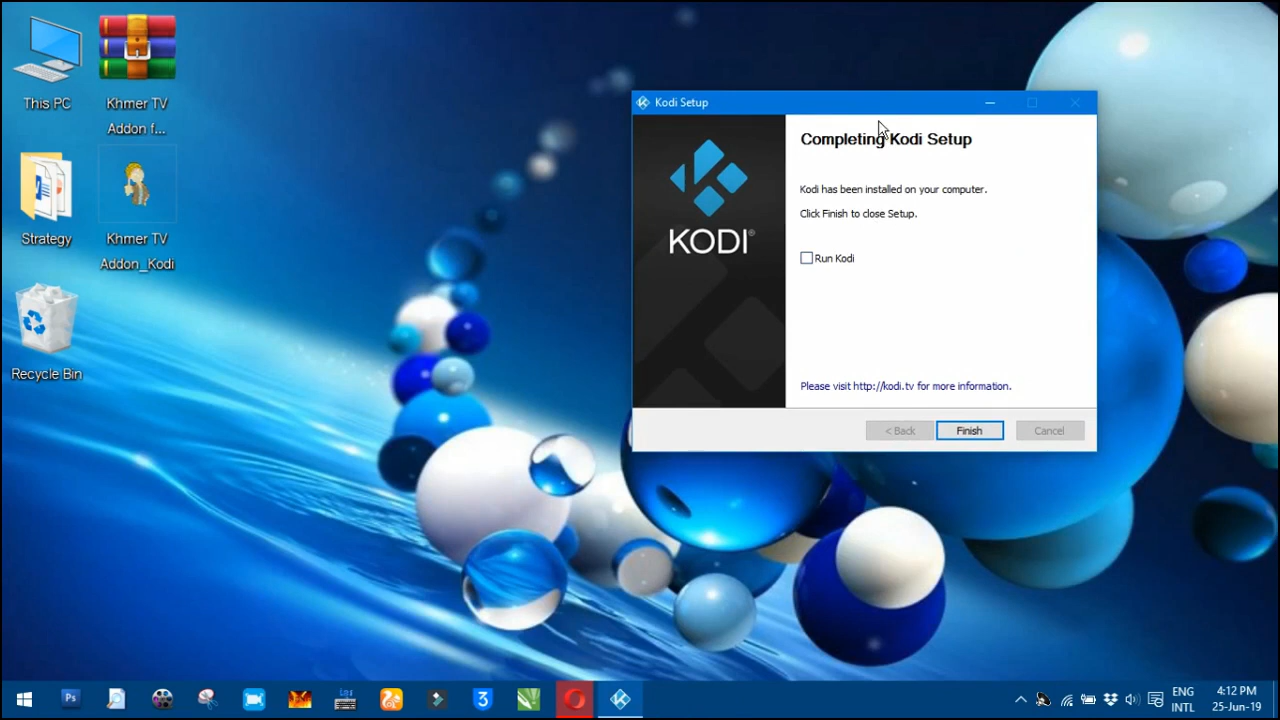 This PC
Khmer TV
Addon f...
Strategy
Khmer TV
Addon_Kodi
Recycle Bin
Kodi Setup
KODI®
Completing Kodi Setup
Kodi has been installed on your computer.
Click Finish to close Setup.
Run Kodi
Please visit http://kodi.tv for more information.
< Back
Finish
Cancel
Ps
3
ENG
INTL
4:12 PM
25-Jun-19